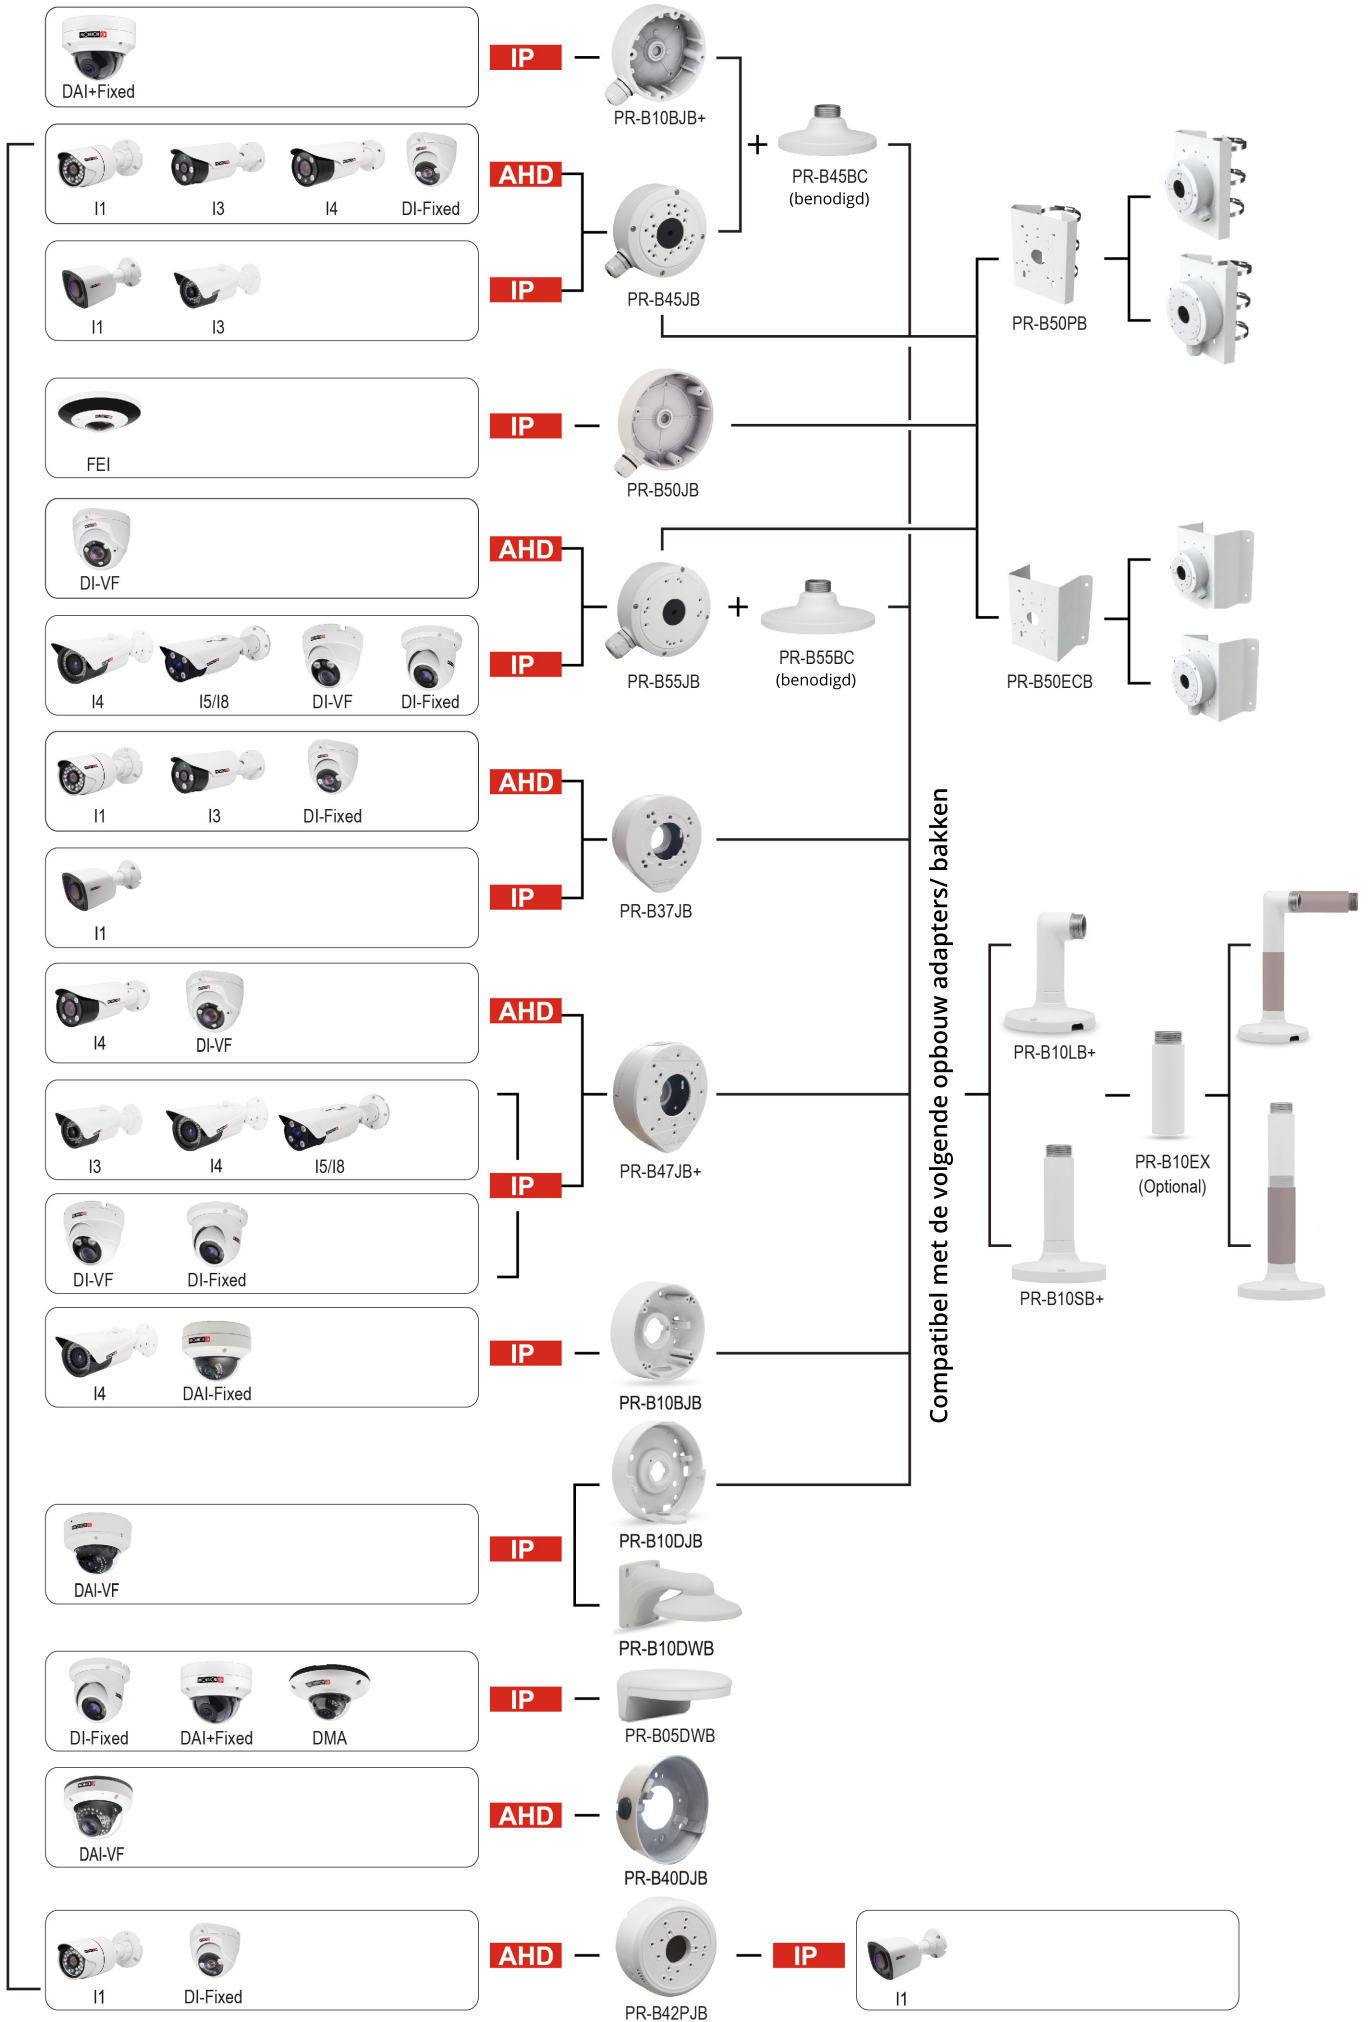 DAI+Fixed
IP
PR-B10BJB+
+
PR-B45BC
(benodigd)
I1
I3
I4
DI-Fixed
AHD
I1
I3
IP
PR-B45JB
PR-B50PB
FEI
IP
PR-B50JB
DI-VF
AHD
I4
I5/I8
DI-VF
DI-Fixed
IP
PR-B55JB
+
PR-B55BC
(benodigd)
PR-B50ECB
I1
I3
DI-Fixed
AHD
I1
IP
PR-B37JB
Compatibel met de volgende opbouw adapters/ bakken
I4
DI-VF
AHD
I3
I4
I5/I8
IP
PR-B47JB+
DI-VF
DI-Fixed
PR-B10LB+
PR-B10EX
(Optional)
PR-B10SB+
I4
DAI-Fixed
IP
PR-B10BJB
DAI-VF
IP
PR-B10DJB
PR-B10DWB
DI-Fixed
DAI+Fixed
DMA
IP
PR-B05DWB
DAI-VF
AHD
PR-B40DJB
I1
DI-Fixed
AHD
PR-B42PJB
IP
I1